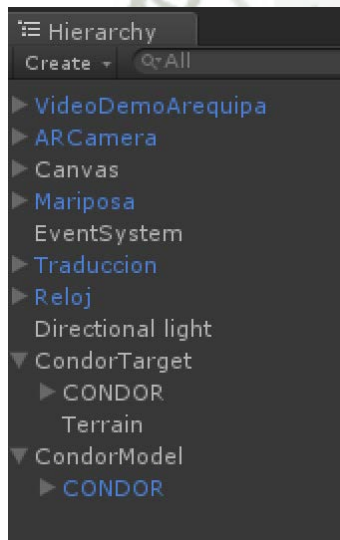 Hierarchy
Create All
VideoDemoArequipa
ARCamera
Canvas
Mariposa
EventSystem
Traduccion
Reloj
Directional light
CondorTarget
CONDOR
Terrain
CondorModel
CONDOR